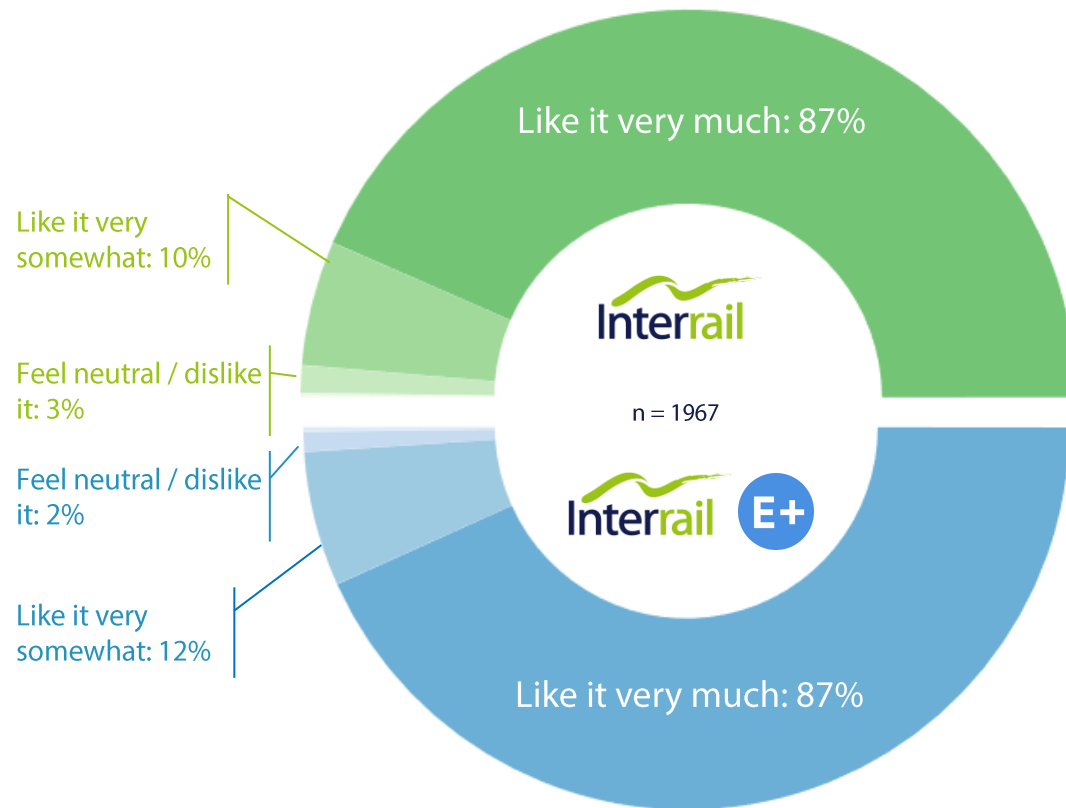 Like it very much: 87%
Like it very
somewhat: 10%
Interrail
Feel neutral / dislike
it: 3%
n = 1967
Feel neutral / dislike
it: 2%
Interrail E+
Like it very
somewhat: 12%
Like it very much: 87%